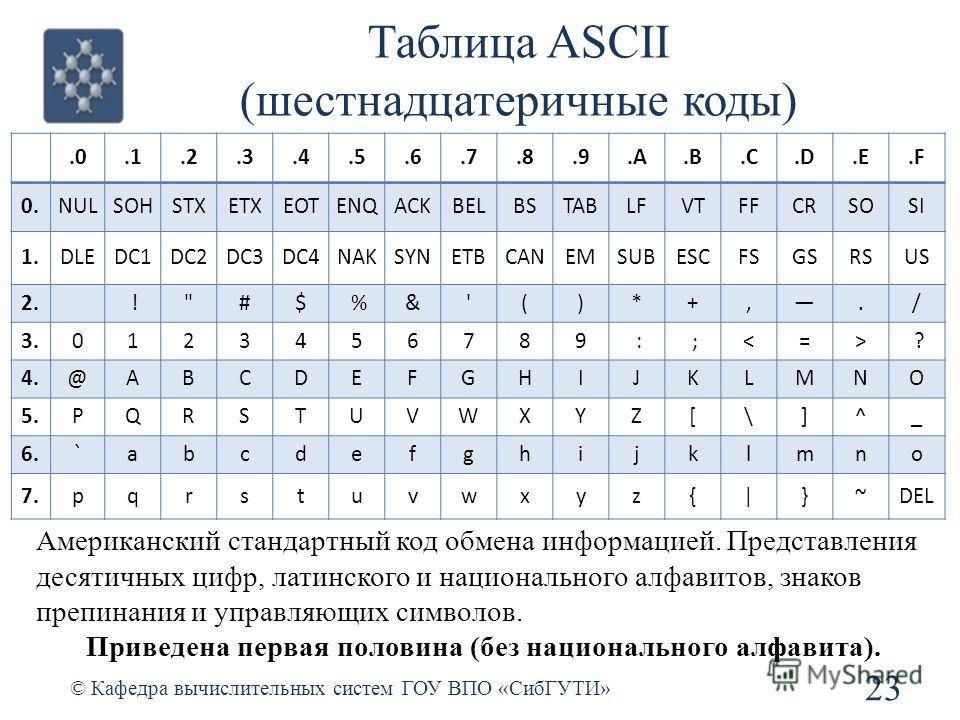 Таблица ASCII
(шестнадцатеричные коды)
.0 .1 .2 .3 .4 .5 .6 .7 .8 .9 .A .B .C .D .E .F
0. NUL SOH STX ETX EOT ENQ ACK BEL BS TAB LF VT FF CR SO SI
1. DLE DC1 DC2 DC3 DC4 NAK SYN ETB CAN EM SUB ESC FS GS RS US
2. ! " # $ % & ' ( ) * + , — . /
3. 0 1 2 3 4 5 6 7 8 9 : ; < = > ?
4. @ A B C D E F G H I J K L M N O
5. P Q R S T U V W X Y Z [ \ ] ^ _
6. ` a b c d e f g h i j k l m n o
7. p q r s t u v w x y z { | } ~ DEL
Американский стандартный код обмена информацией. Представления
десятичных цифр, латинского и национального алфавитов, знаков
препинания и управляющих символов.
Приведена первая половина (без национального алфавита).
© Кафедра вычислительных систем ГОУ ВПО «СибГУТИ»
23
MyShared